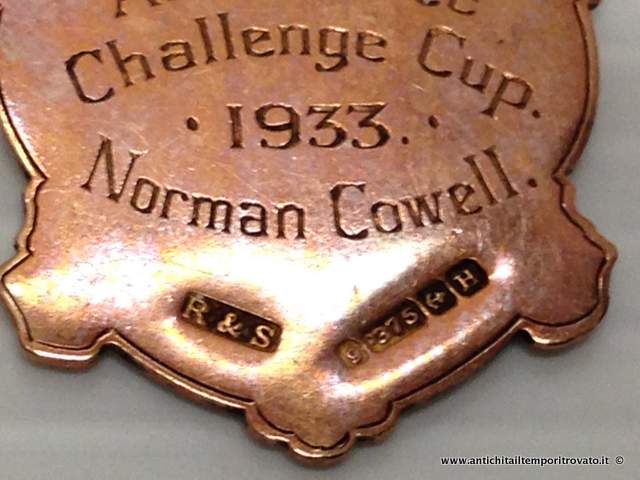 Challenge Cup.
· 1933. ·
Norman Cowell.
R & S
9 .375 H
www.antichitailtemporitrovato.it ©